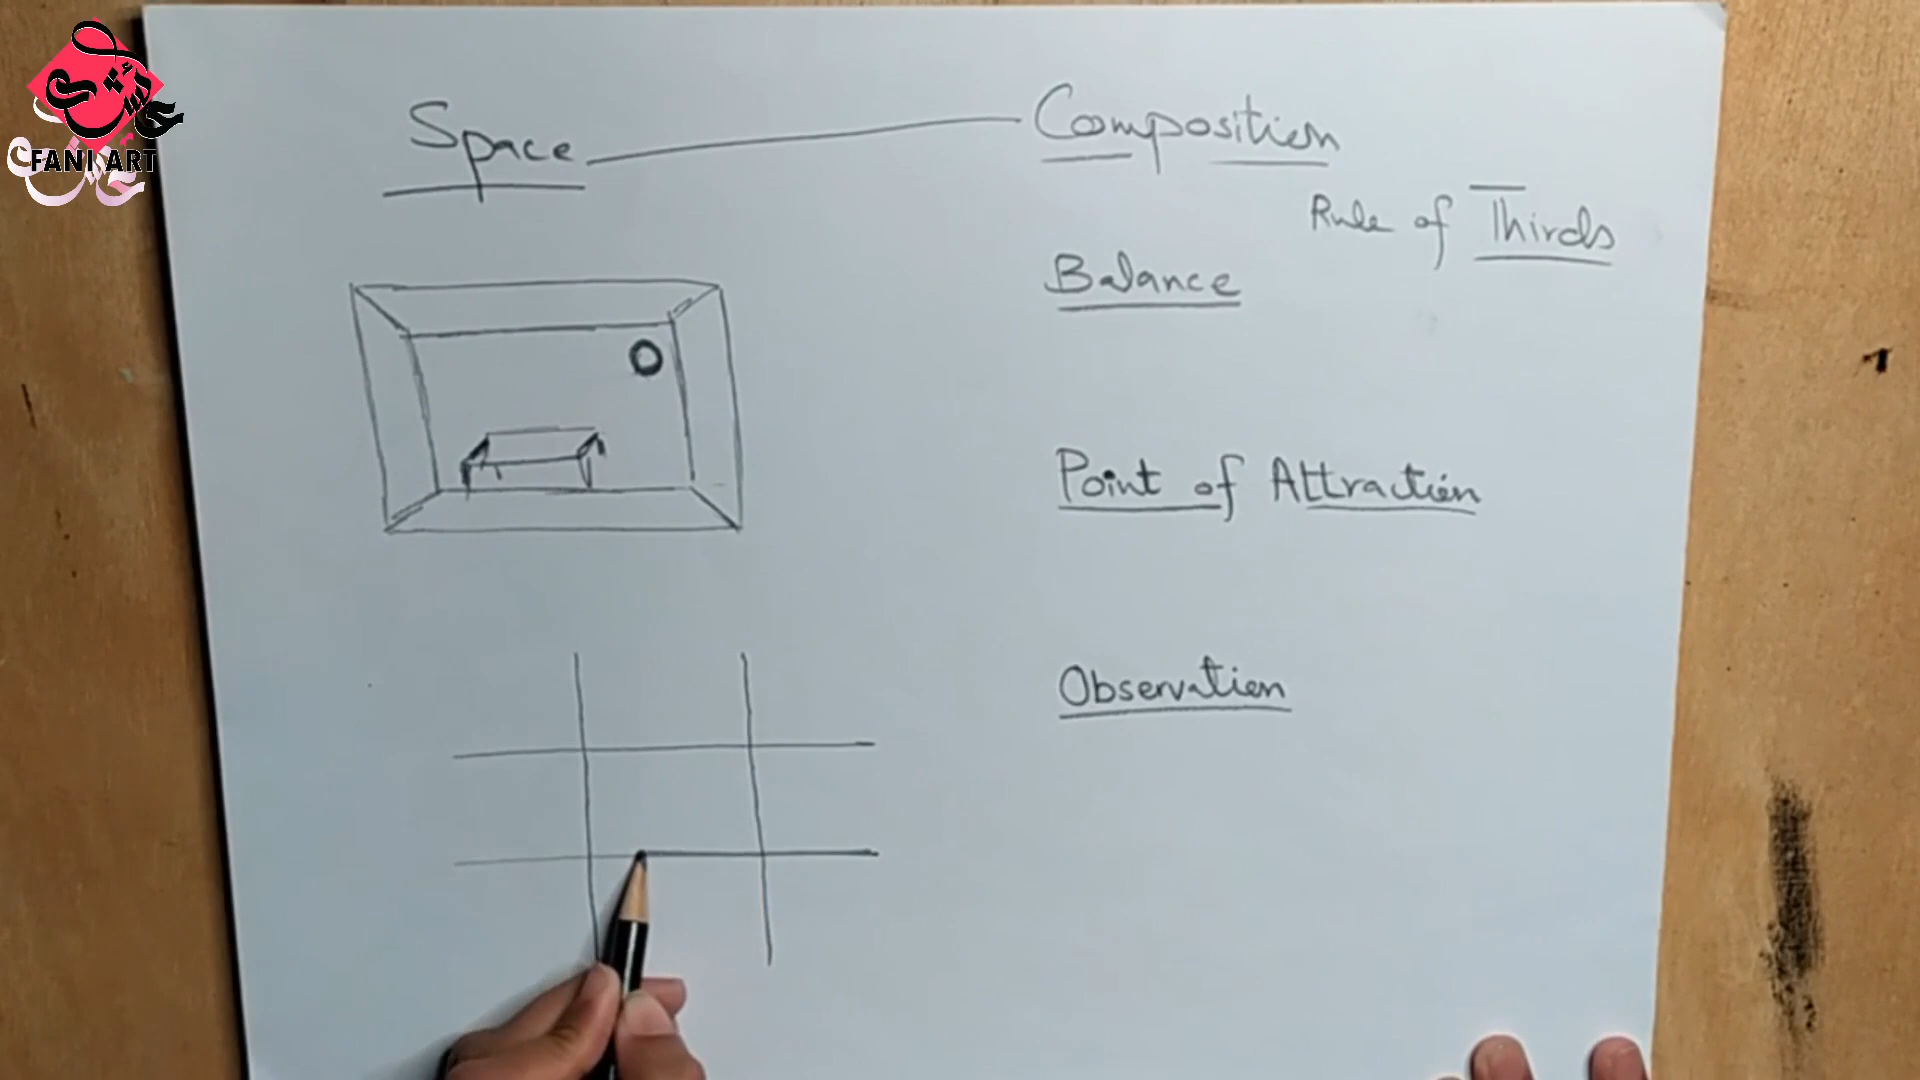 FANI ART
Space
Composition
Rule of Thirds
Balance
Point of Attraction
Observation